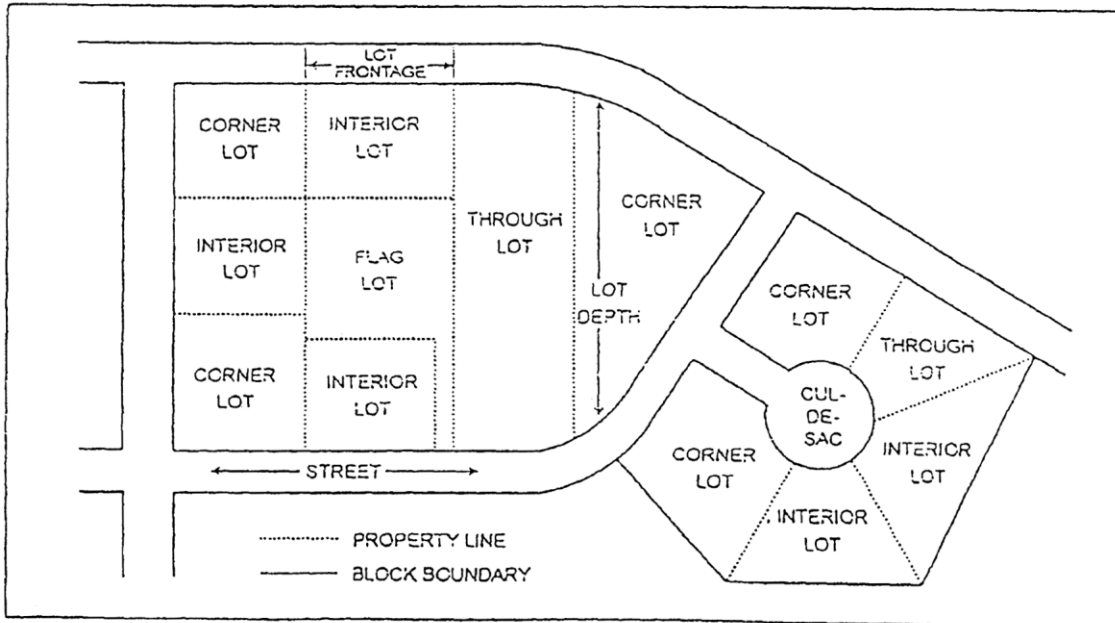 LOT
FRONTAGE
CORNER
LOT
INTERIOR
LOT
INTERIOR
LOT
FLAG
LOT
THROUGH
LOT
CORNER
LOT
LOT
DEPTH
CORNER
LOT
INTERIOR
LOT
CORNER
LOT
THROUGH
LOT
CUL-
DE-
SAC
CORNER
LOT
INTERIOR
LOT
INTERIOR
LOT
STREET
PROPERTY LINE
BLOCK BOUNDARY